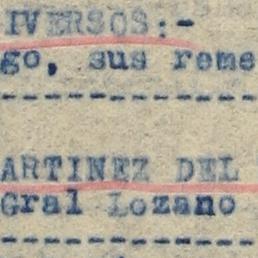 IVERSOS:-
go, sus reme
--------------
ARTINEZ DEL
Gral Lozano
--------------